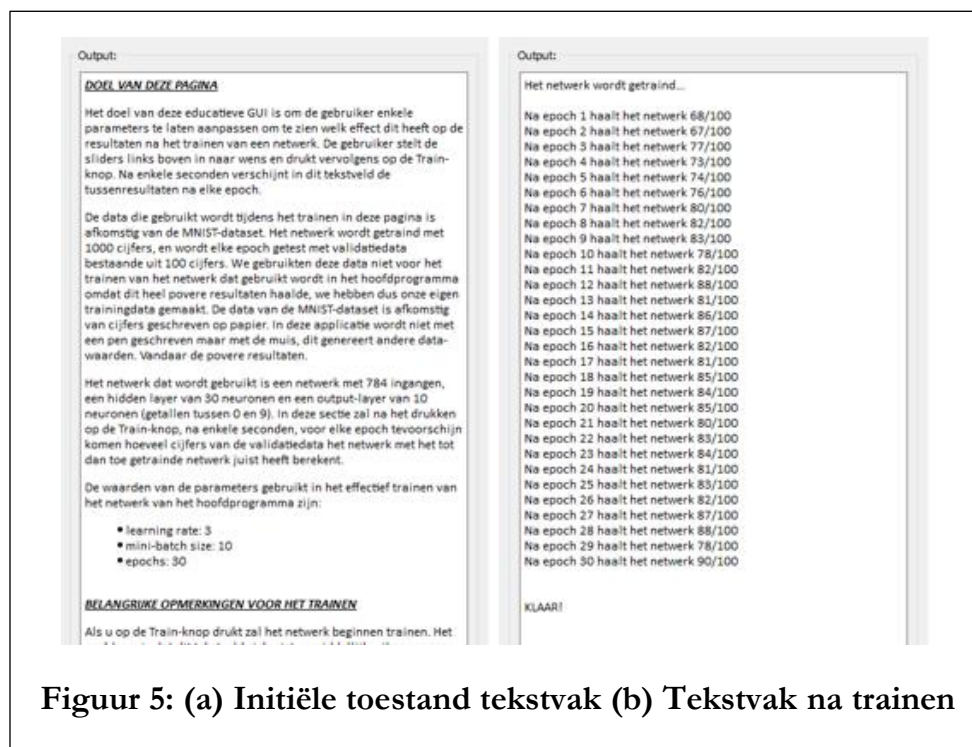 Output:
DOEL VAN DEZE PAGINA
Het doel van deze educatieve GUI is om de gebruiker enkele
parameters te laten aanpassen om te zien welk effect dit heeft op de
resultaten na het trainen van een netwerk. De gebruiker stelt de
sliders links boven in naar wens en drukt vervolgens op de Train-
knop. Na enkele seconden verschijnt in dit tekstveld de
tussenresultaten na elke epoch.
De data die gebruikt wordt tijdens het trainen in deze pagina is
afkomstig van de MNIST-dataset. Het netwerk wordt getraind met
1000 cijfers, en wordt elke epoch getest met validatiedata
bestaande uit 100 cijfers. We gebruikten deze data niet voor het
trainen van het netwerk dat gebruikt wordt in het hoofdprogramma
omdat dit heel povere resultaten haalde, we hebben dus onze eigen
trainingdata gemaakt. De data van de MNIST-dataset is afkomstig
van cijfers geschreven op papier. In deze applicatie wordt niet met
een pen geschreven maar met de muis, dit genereert andere data-
waarden. Vandaar de povere resultaten.
Het netwerk dat wordt gebruikt is een netwerk met 784 ingangen,
een hidden layer van 30 neuronen en een output-layer van 10
neuronen (getallen tussen 0 en 9). In deze sectie zal na het drukken
op de Train-knop, na enkele seconden, voor elke epoch tevoorschijn
komen hoeveel cijfers van de validatiedata het netwerk met het tot
dan toe getrainde netwerk juist heeft berekent.
De waarden van de parameters gebruikt in het effectief trainen van
het netwerk van het hoofdprogramma zijn:
• learning rate: 3
• mini-batch size: 10
• epochs: 30
BELANGRIJKE OPMERKINGEN VOOR HET TRAINEN
Als u op de Train-knop drukt zal het netwerk beginnen trainen. Het
Output:
Het netwerk wordt getraind...
Na epoch 1 haalt het netwerk 68/100
Na epoch 2 haalt het netwerk 67/100
Na epoch 3 haalt het netwerk 77/100
Na epoch 4 haalt het netwerk 73/100
Na epoch 5 haalt het netwerk 74/100
Na epoch 6 haalt het netwerk 76/100
Na epoch 7 haalt het netwerk 80/100
Na epoch 8 haalt het netwerk 82/100
Na epoch 9 haalt het netwerk 83/100
Na epoch 10 haalt het netwerk 78/100
Na epoch 11 haalt het netwerk 82/100
Na epoch 12 haalt het netwerk 88/100
Na epoch 13 haalt het netwerk 81/100
Na epoch 14 haalt het netwerk 86/100
Na epoch 15 haalt het netwerk 87/100
Na epoch 16 haalt het netwerk 82/100
Na epoch 17 haalt het netwerk 81/100
Na epoch 18 haalt het netwerk 85/100
Na epoch 19 haalt het netwerk 84/100
Na epoch 20 haalt het netwerk 85/100
Na epoch 21 haalt het netwerk 80/100
Na epoch 22 haalt het netwerk 83/100
Na epoch 23 haalt het netwerk 84/100
Na epoch 24 haalt het netwerk 81/100
Na epoch 25 haalt het netwerk 83/100
Na epoch 26 haalt het netwerk 82/100
Na epoch 27 haalt het netwerk 87/100
Na epoch 28 haalt het netwerk 88/100
Na epoch 29 haalt het netwerk 78/100
Na epoch 30 haalt het netwerk 90/100
KLAAR!
Figuur 5: (a) Initiële toestand tekstvak (b) Tekstvak na trainen